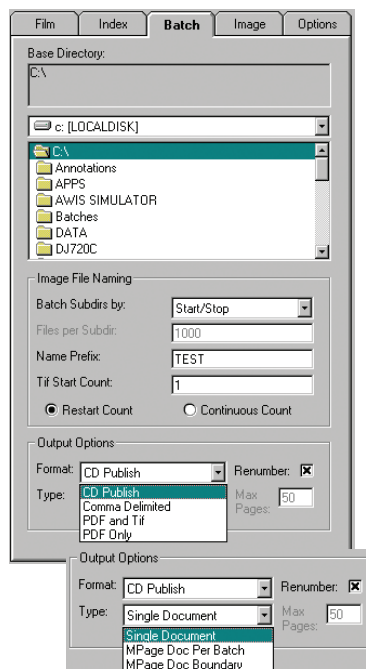 Film Index Batch Image Options
Base Directory:
C:\
c: [LOCALDISK]
C:\
Annotations
APPS
AWIS SIMULATOR
Batches
DATA
DJ720C
Image File Naming
Batch Subdirs by: Start/Stop
Files per Subdir: 1000
Name Prefix: TEST
Tif Start Count: 1
Restart Count Continuous Count
Output Options
Format: CD Publish Renumber:
Type: CD Publish Max Pages: 50
Comma Delimited
PDF and Tif
PDF Only
Output Options
Format: CD Publish Renumber:
Type: Single Document Max Pages: 50
Single Document
MPage Doc Per Batch
MPage Doc Boundary